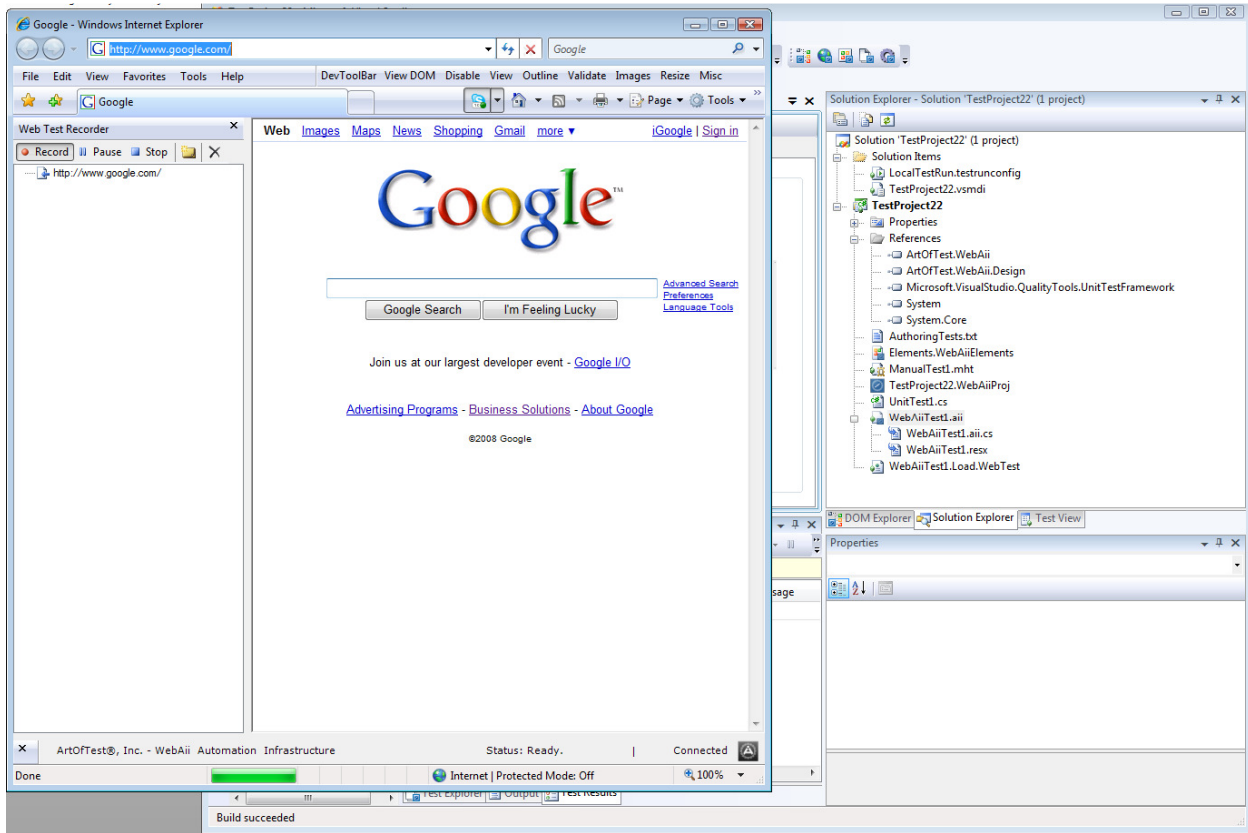 Google - Windows Internet Explorer
http://www.google.com/
Google
File Edit View Favorites Tools Help
DevToolBar View DOM Disable View Outline Validate Images Resize Misc
Google
Page Tools
Web Test Recorder
Record Pause Stop
http://www.google.com/
Web Images Maps News Shopping Gmail more ▼
iGoogle | Sign in
Google™
Advanced Search
Preferences
Language Tools
Google Search
I'm Feeling Lucky
Join us at our largest developer event - Google I/O
Advertising Programs - Business Solutions - About Google
©2008 Google
ArtOfTest®, Inc. - WebAii Automation Infrastructure
Status: Ready.
|
Connected
Done
Internet | Protected Mode: Off
100%
Solution Explorer - Solution 'TestProject22' (1 project)
Solution 'TestProject22' (1 project)
Solution Items
LocalTestRun.testrunconfig
TestProject22.vsmdi
TestProject22
Properties
References
ArtOfTest.WebAii
ArtOfTest.WebAii.Design
Microsoft.VisualStudio.QualityTools.UnitTestFramework
System
System.Core
AuthoringTests.txt
Elements.WebAiiElements
ManualTest1.mht
TestProject22.WebAiiProj
UnitTest1.cs
WebAiiTest1.aii
WebAiiTest1.aii.cs
WebAiiTest1.resx
WebAiiTest1.Load.WebTest
DOM Explorer
Solution Explorer
Test View
Properties
sage
Test Explorer
Output
Test Results
Build succeeded